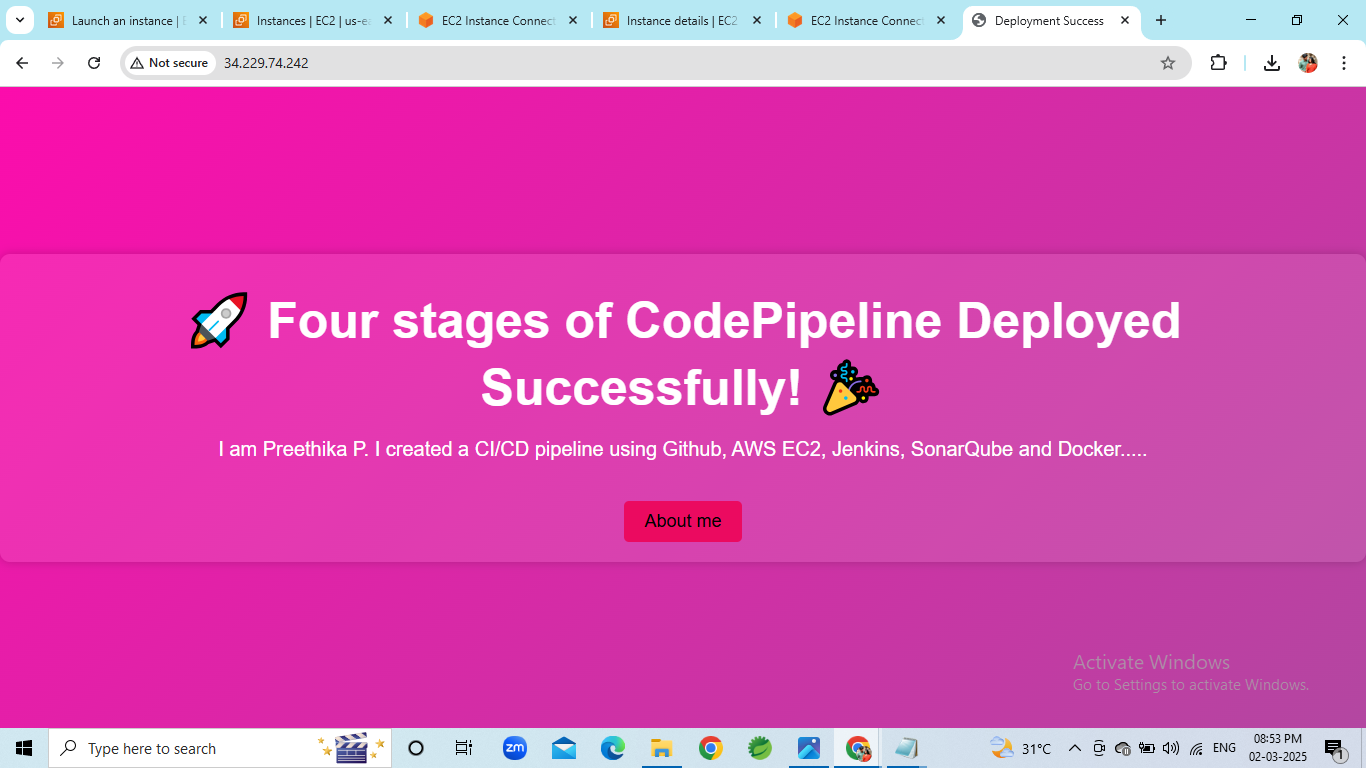 Launch an instance | E
Instances | EC2 | us-ea
EC2 Instance Connect
Instance details | EC2
EC2 Instance Connect
Deployment Success
Not secure
34.229.74.242
🚀 Four stages of CodePipeline Deployed
Successfully! 🎉
I am Preethika P. I created a CI/CD pipeline using Github, AWS EC2, Jenkins, SonarQube and Docker.....
About me
Activate Windows
Go to Settings to activate Windows.
Type here to search
zm
31°C
ENG
08:53 PM
02-03-2025
1